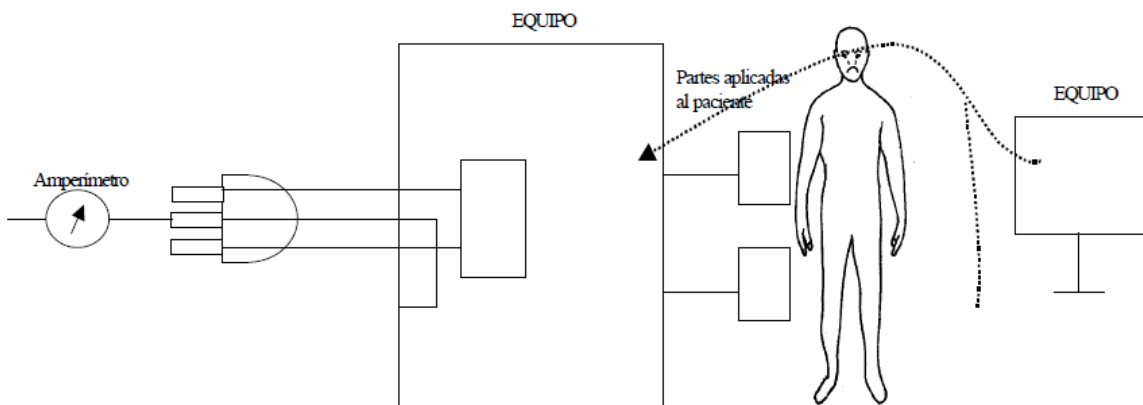 EQUIPO
Partes aplicadas
al paciente
EQUIPO
Amperímetro